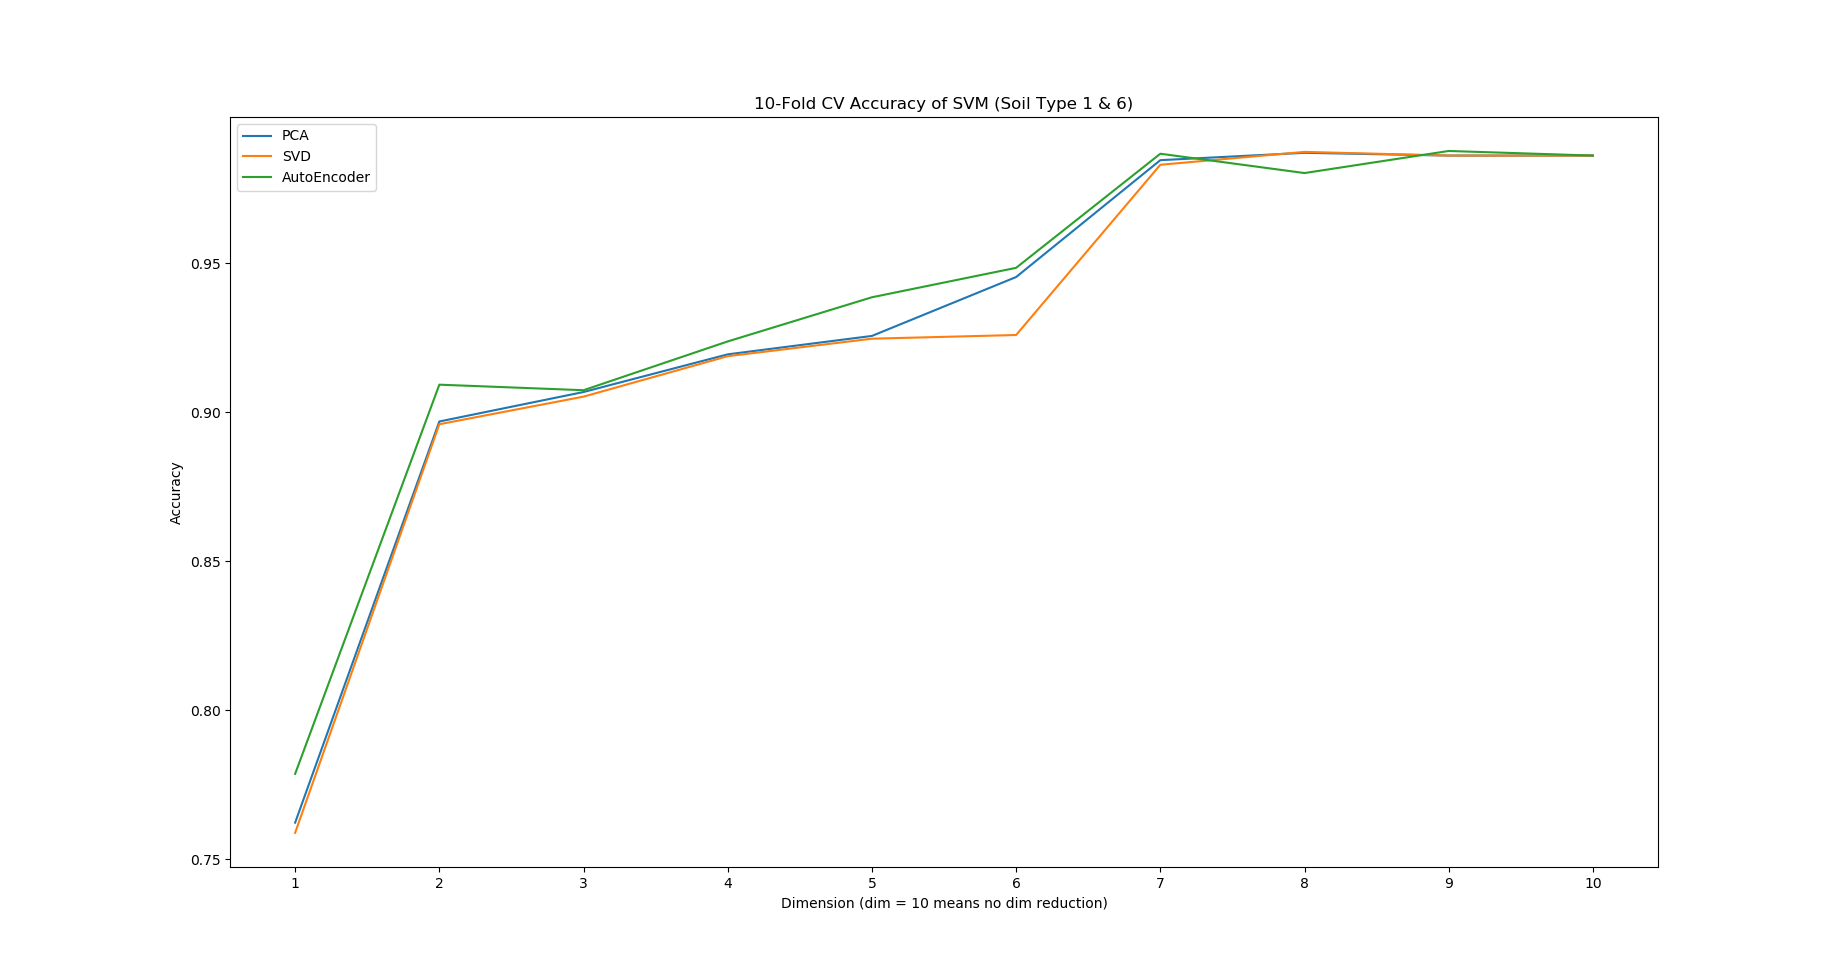 10-Fold CV Accuracy of SVM (Soil Type 1 & 6)
PCA
SVD
AutoEncoder
0.95
0.90
0.85
0.80
0.75
Accuracy
1 2 3 4 5 6 7 8 9 10
Dimension (dim = 10 means no dim reduction)